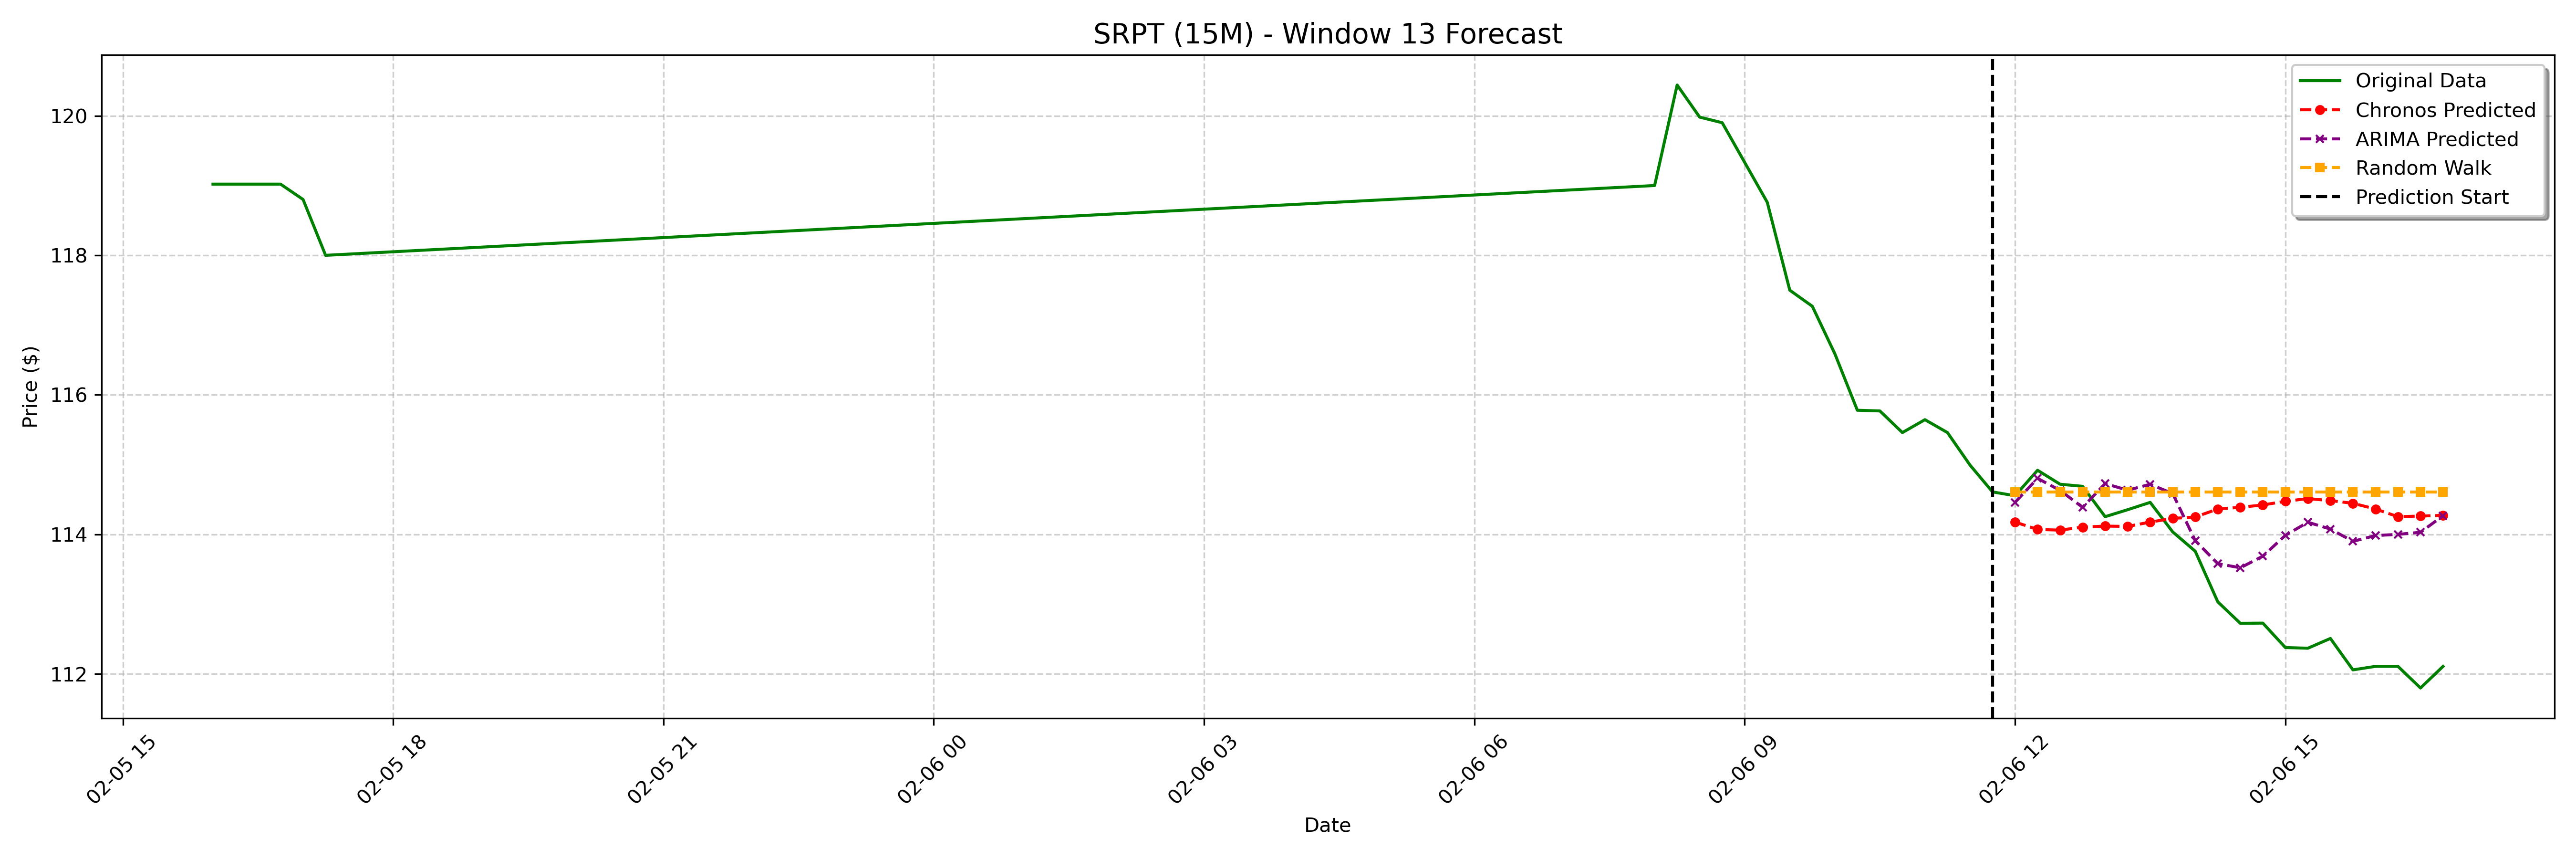 SRPT (15M) - Window 13 Forecast
Original Data
Chronos Predicted
ARIMA Predicted
Random Walk
Prediction Start
Price ($)
120
118
116
114
112
02-05 15
02-05 18
02-05 21
02-06 00
02-06 03
02-06 06
02-06 09
02-06 12
02-06 15
Date